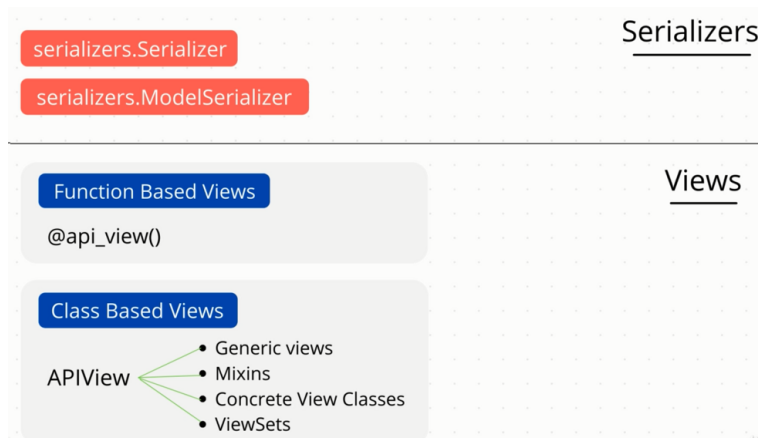 Serializers
serializers.Serializer
serializers.ModelSerializer
Views
Function Based Views
@api_view()
Class Based Views
APIView
Generic views
Mixins
Concrete View Classes
ViewSets